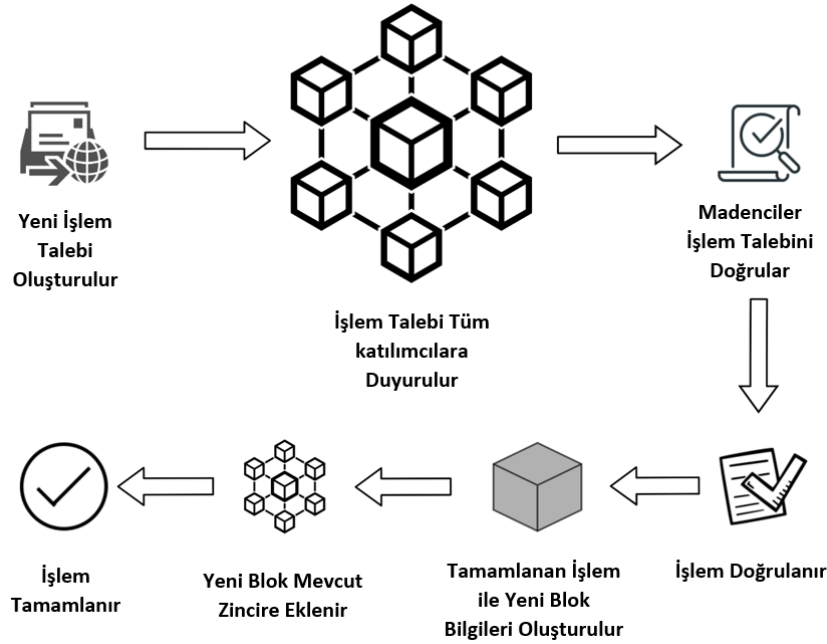 Yeni İşlem
Talebi
Oluşturulur
İşlem Talebi Tüm
katılımcılara
Duyurulur
Madenciler
İşlem Talebini
Doğrular
İşlem Doğrulanır
Tamamlanan İşlem
ile Yeni Blok
Bilgileri Oluşturulur
Yeni Blok Mevcut
Zincire Eklenir
İşlem
Tamamlanır